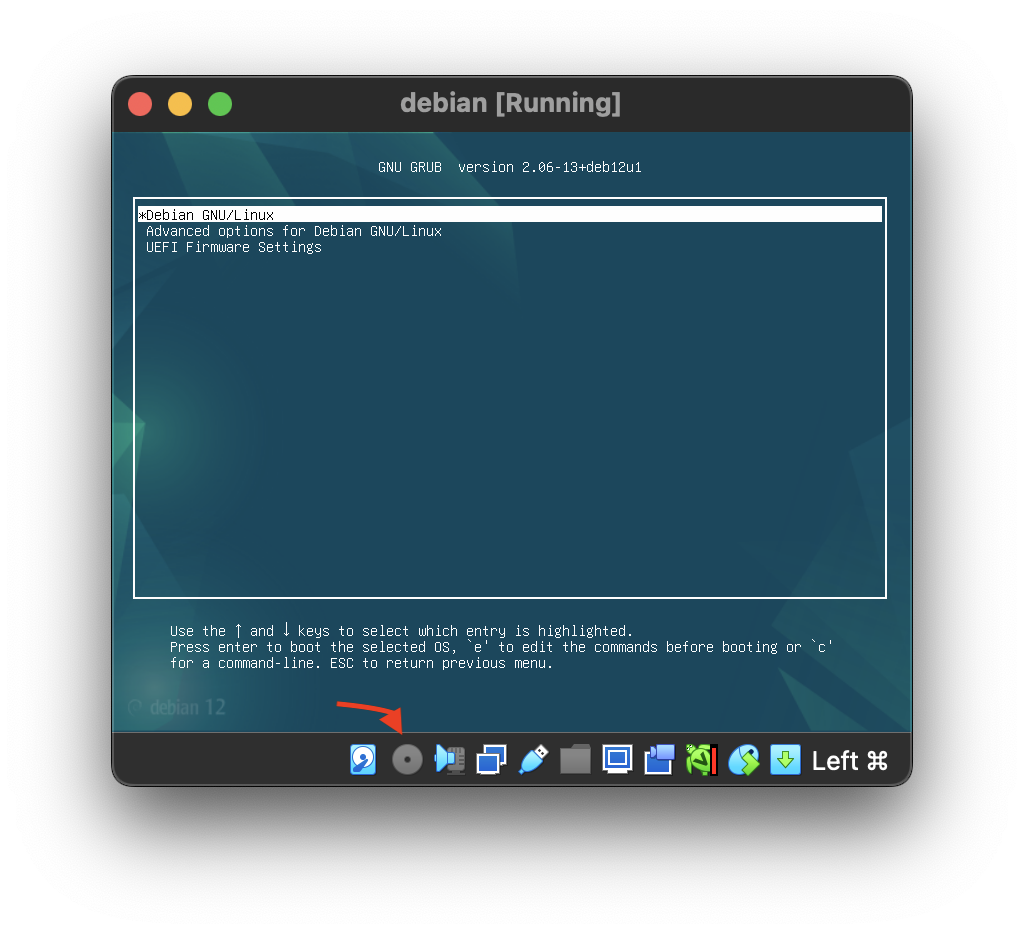 debian [Running]
GNU GRUB  version 2.06-13+deb12u1
*Debian GNU/Linux
Advanced options for Debian GNU/Linux
UEFI Firmware Settings
Use the ↑ and ↓ keys to select which entry is highlighted.
Press enter to boot the selected OS, `e' to edit the commands before booting or `c'
for a command-line. ESC to return previous menu.
debian 12
Left ⌘